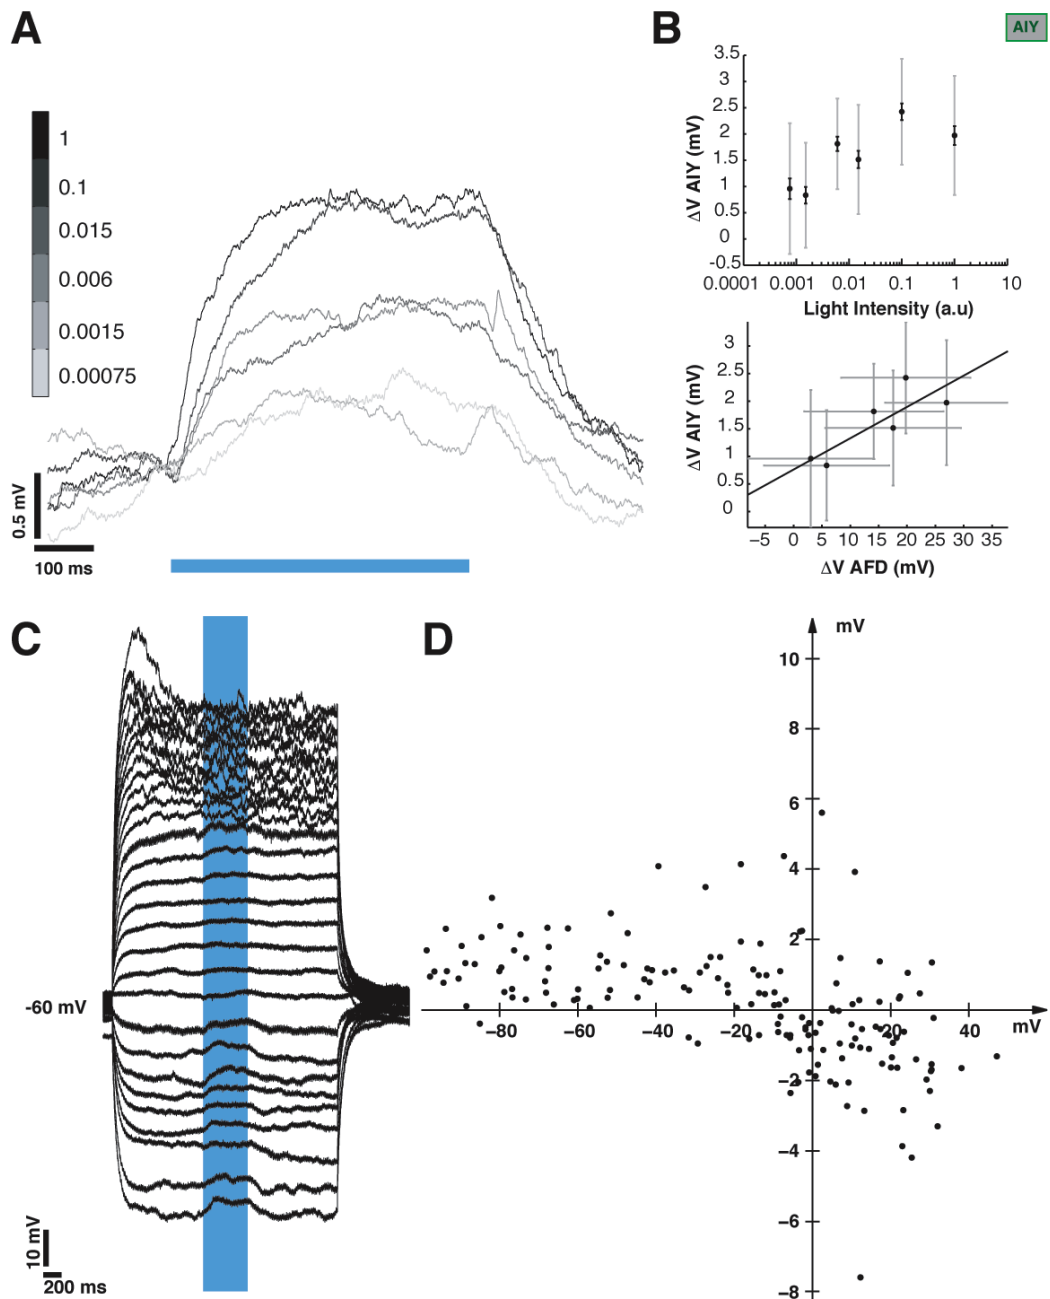 A
1
0.1
0.015
0.006
0.0015
0.00075
0.5 mV
100 ms
B
AIY
3.5
3
2.5
2
1.5
1
0.5
0
-0.5
ΔV AIY (mV)
0.0001 0.001 0.01 0.1 1 10
Light Intensity (a.u)
3
2.5
2
1.5
1
0.5
0
ΔV AIY (mV)
−5 0 5 10 15 20 25 30 35
ΔV AFD (mV)
C
-60 mV
10 mV
200 ms
D
mV
10
8
6
4
2
−80 −60 −40 −20 20 40
mV
−2
−4
−6
−8